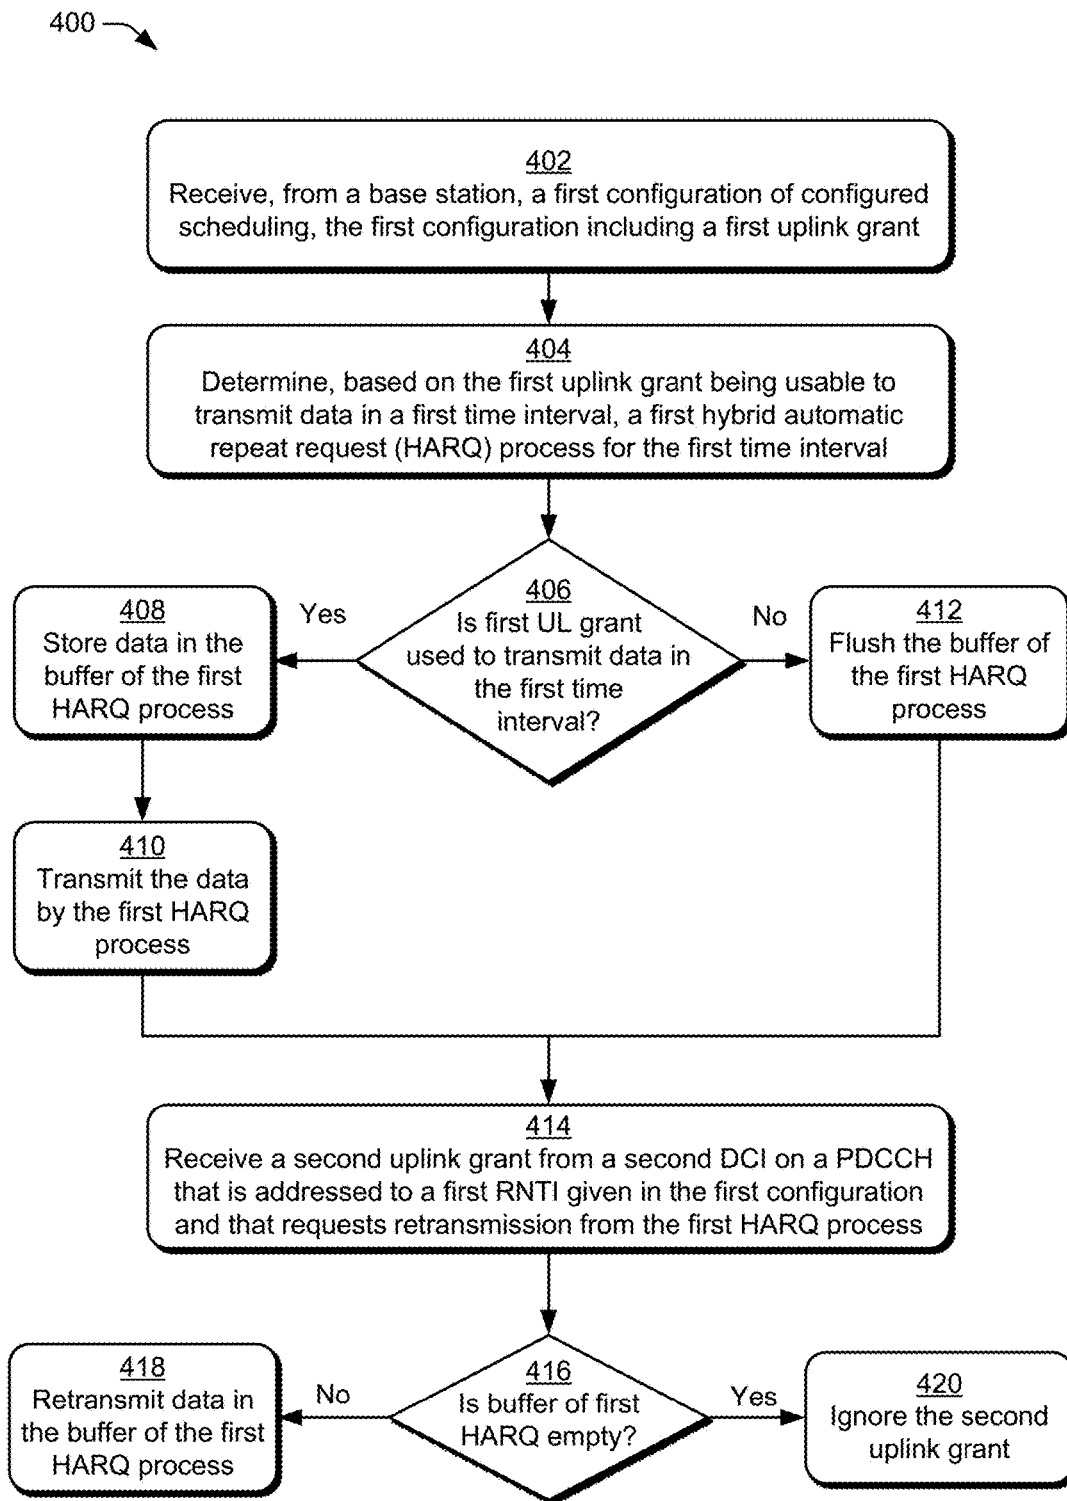 400
402
Receive, from a base station, a first configuration of configured
scheduling, the first configuration including a first uplink grant
404
Determine, based on the first uplink grant being usable to
transmit data in a first time interval, a first hybrid automatic
repeat request (HARQ) process for the first time interval
406
Is first UL grant
used to transmit data in
the first time
interval?
Yes
No
408
Store data in the
buffer of the first
HARQ process
412
Flush the buffer of
the first HARQ
process
410
Transmit the data
by the first HARQ
process
414
Receive a second uplink grant from a second DCI on a PDCCH
that is addressed to a first RNTI given in the first configuration
and that requests retransmission from the first HARQ process
416
Is buffer of first
HARQ empty?
No
Yes
418
Retransmit data in
the buffer of the first
HARQ process
420
Ignore the second
uplink grant